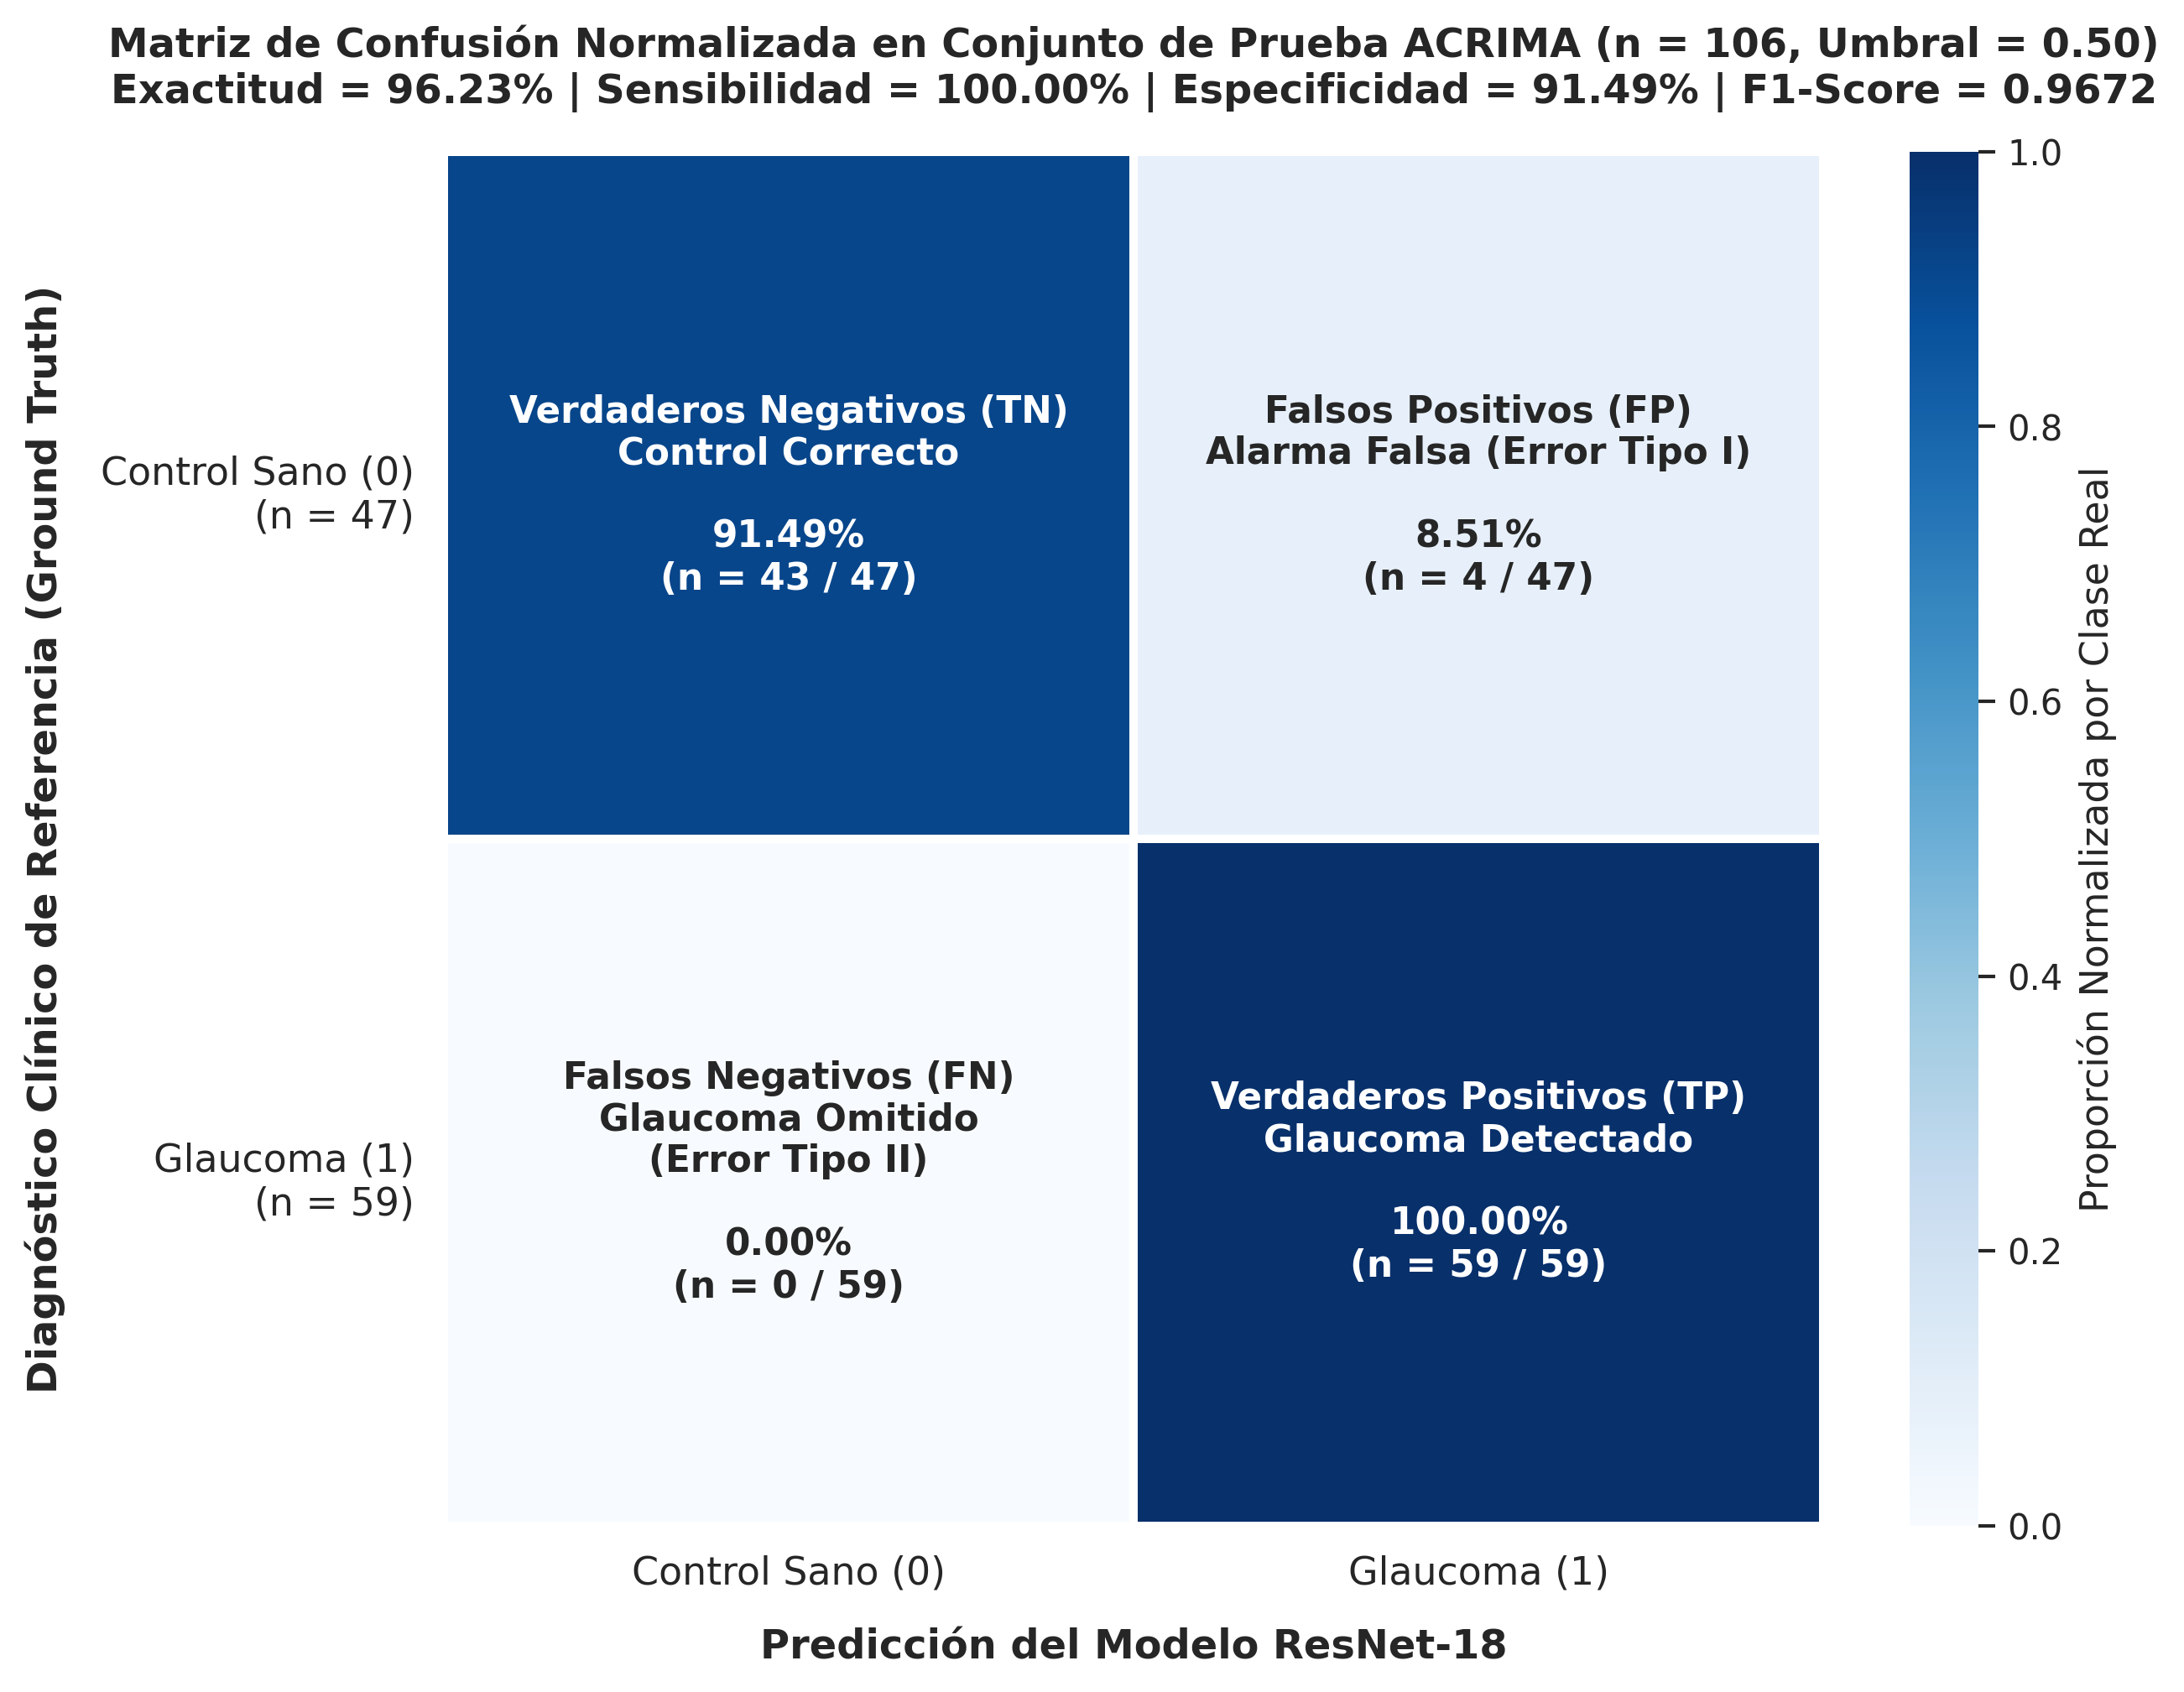 Matriz de Confusión Normalizada en Conjunto de Prueba ACRIMA (n = 106, Umbral = 0.50)
Exactitud = 96.23% | Sensibilidad = 100.00% | Especificidad = 91.49% | F1-Score = 0.9672
Diagnóstico Clínico de Referencia (Ground Truth)
Control Sano (0)
(n = 47)
Verdaderos Negativos (TN)
Control Correcto
91.49%
(n = 43 / 47)
Falsos Positivos (FP)
Alarma Falsa (Error Tipo I)
8.51%
(n = 4 / 47)
Glaucoma (1)
(n = 59)
Falsos Negativos (FN)
Glaucoma Omitido
(Error Tipo II)
0.00%
(n = 0 / 59)
Verdaderos Positivos (TP)
Glaucoma Detectado
100.00%
(n = 59 / 59)
Control Sano (0)
Glaucoma (1)
Predicción del Modelo ResNet-18
1.0
0.8
0.6
0.4
0.2
0.0
Proporción Normalizada por Clase Real